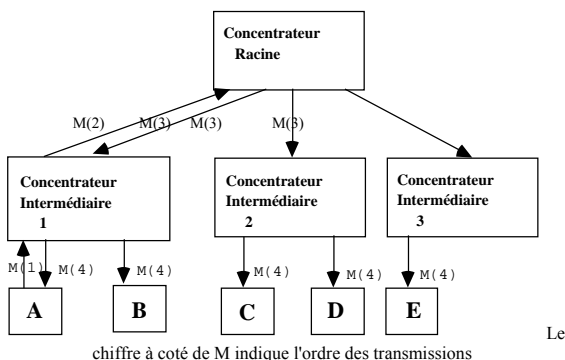 Concentrateur
Racine
M(2) M(3) M(3) M(3)
Concentrateur
Intermédiaire
1
Concentrateur
Intermédiaire
2
Concentrateur
Intermédiaire
3
M(1) M(4) M(4) M(4) M(4) M(4)
A B C D E
Le
chiffre à coté de M indique l'ordre des transmissions